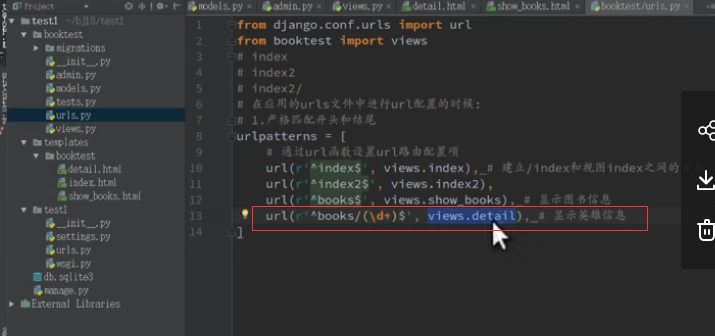 Project
models.py
admin.py
views.py
detail.html
show_books.html
booktest/urls.py
test1
~/bj18/test1
booktest
migrations
__init__.py
admin.py
models.py
tests.py
urls.py
views.py
templates
booktest
detail.html
index.html
show_books.html
test1
__init__.py
settings.py
urls.py
wsgi.py
db.sqlite3
manage.py
External Libraries
1 from django.conf.urls import url
2 from booktest import views
3 # index
4 # index2
5 # index2/
6 # 在应用的urls文件中进行url配置的时候:
7 # 1.严格匹配开头和结尾
8 urlpatterns = [
9 # 通过url函数设置url路由配置项
10 url(r'^index$', views.index), # 建立/index和视图index之间的
11 url(r'^index2$', views.index2),
12 url(r'^books$', views.show_books), # 显示图书信息
13 url(r'^books/(\d+)$', views.detail), # 显示英雄信息
14 ]